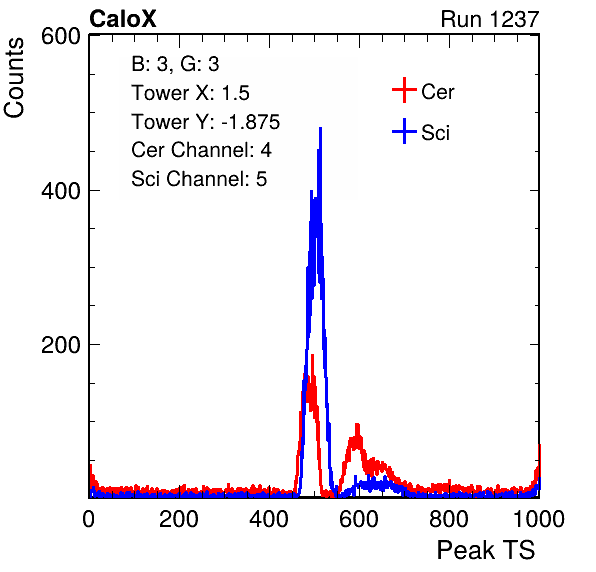 CaloX Run 1237
600
Counts
B: 3, G: 3
Tower X: 1.5
Tower Y: -1.875
Cer Channel: 4
Sci Channel: 5
Cer
Sci
400
200
0 200 400 600 800 1000
Peak TS